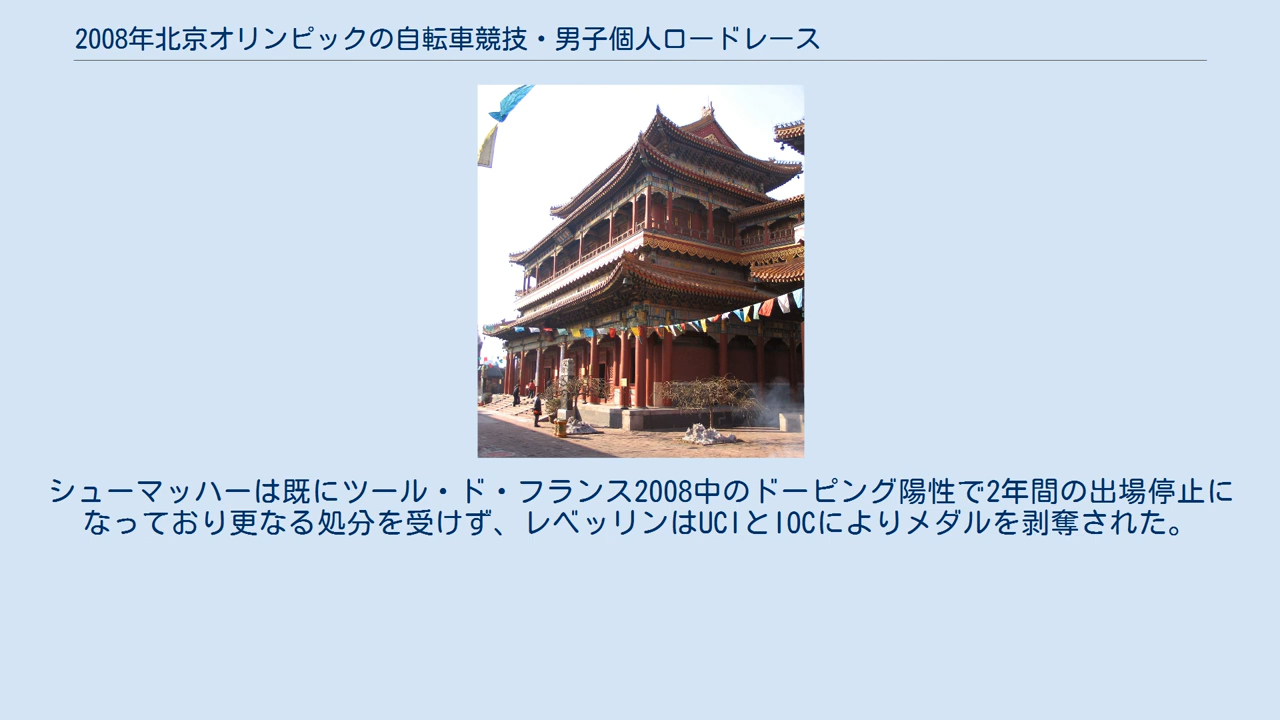 2008年北京オリンピックの自転車競技・男子個人ロードレース
シューマッハーは既にツール・ド・フランス2008中のドーピング陽性で2年間の出場停止に
なっており更なる処分を受けず、レベッリンはUCIとIOCによりメダルを剥奪された。